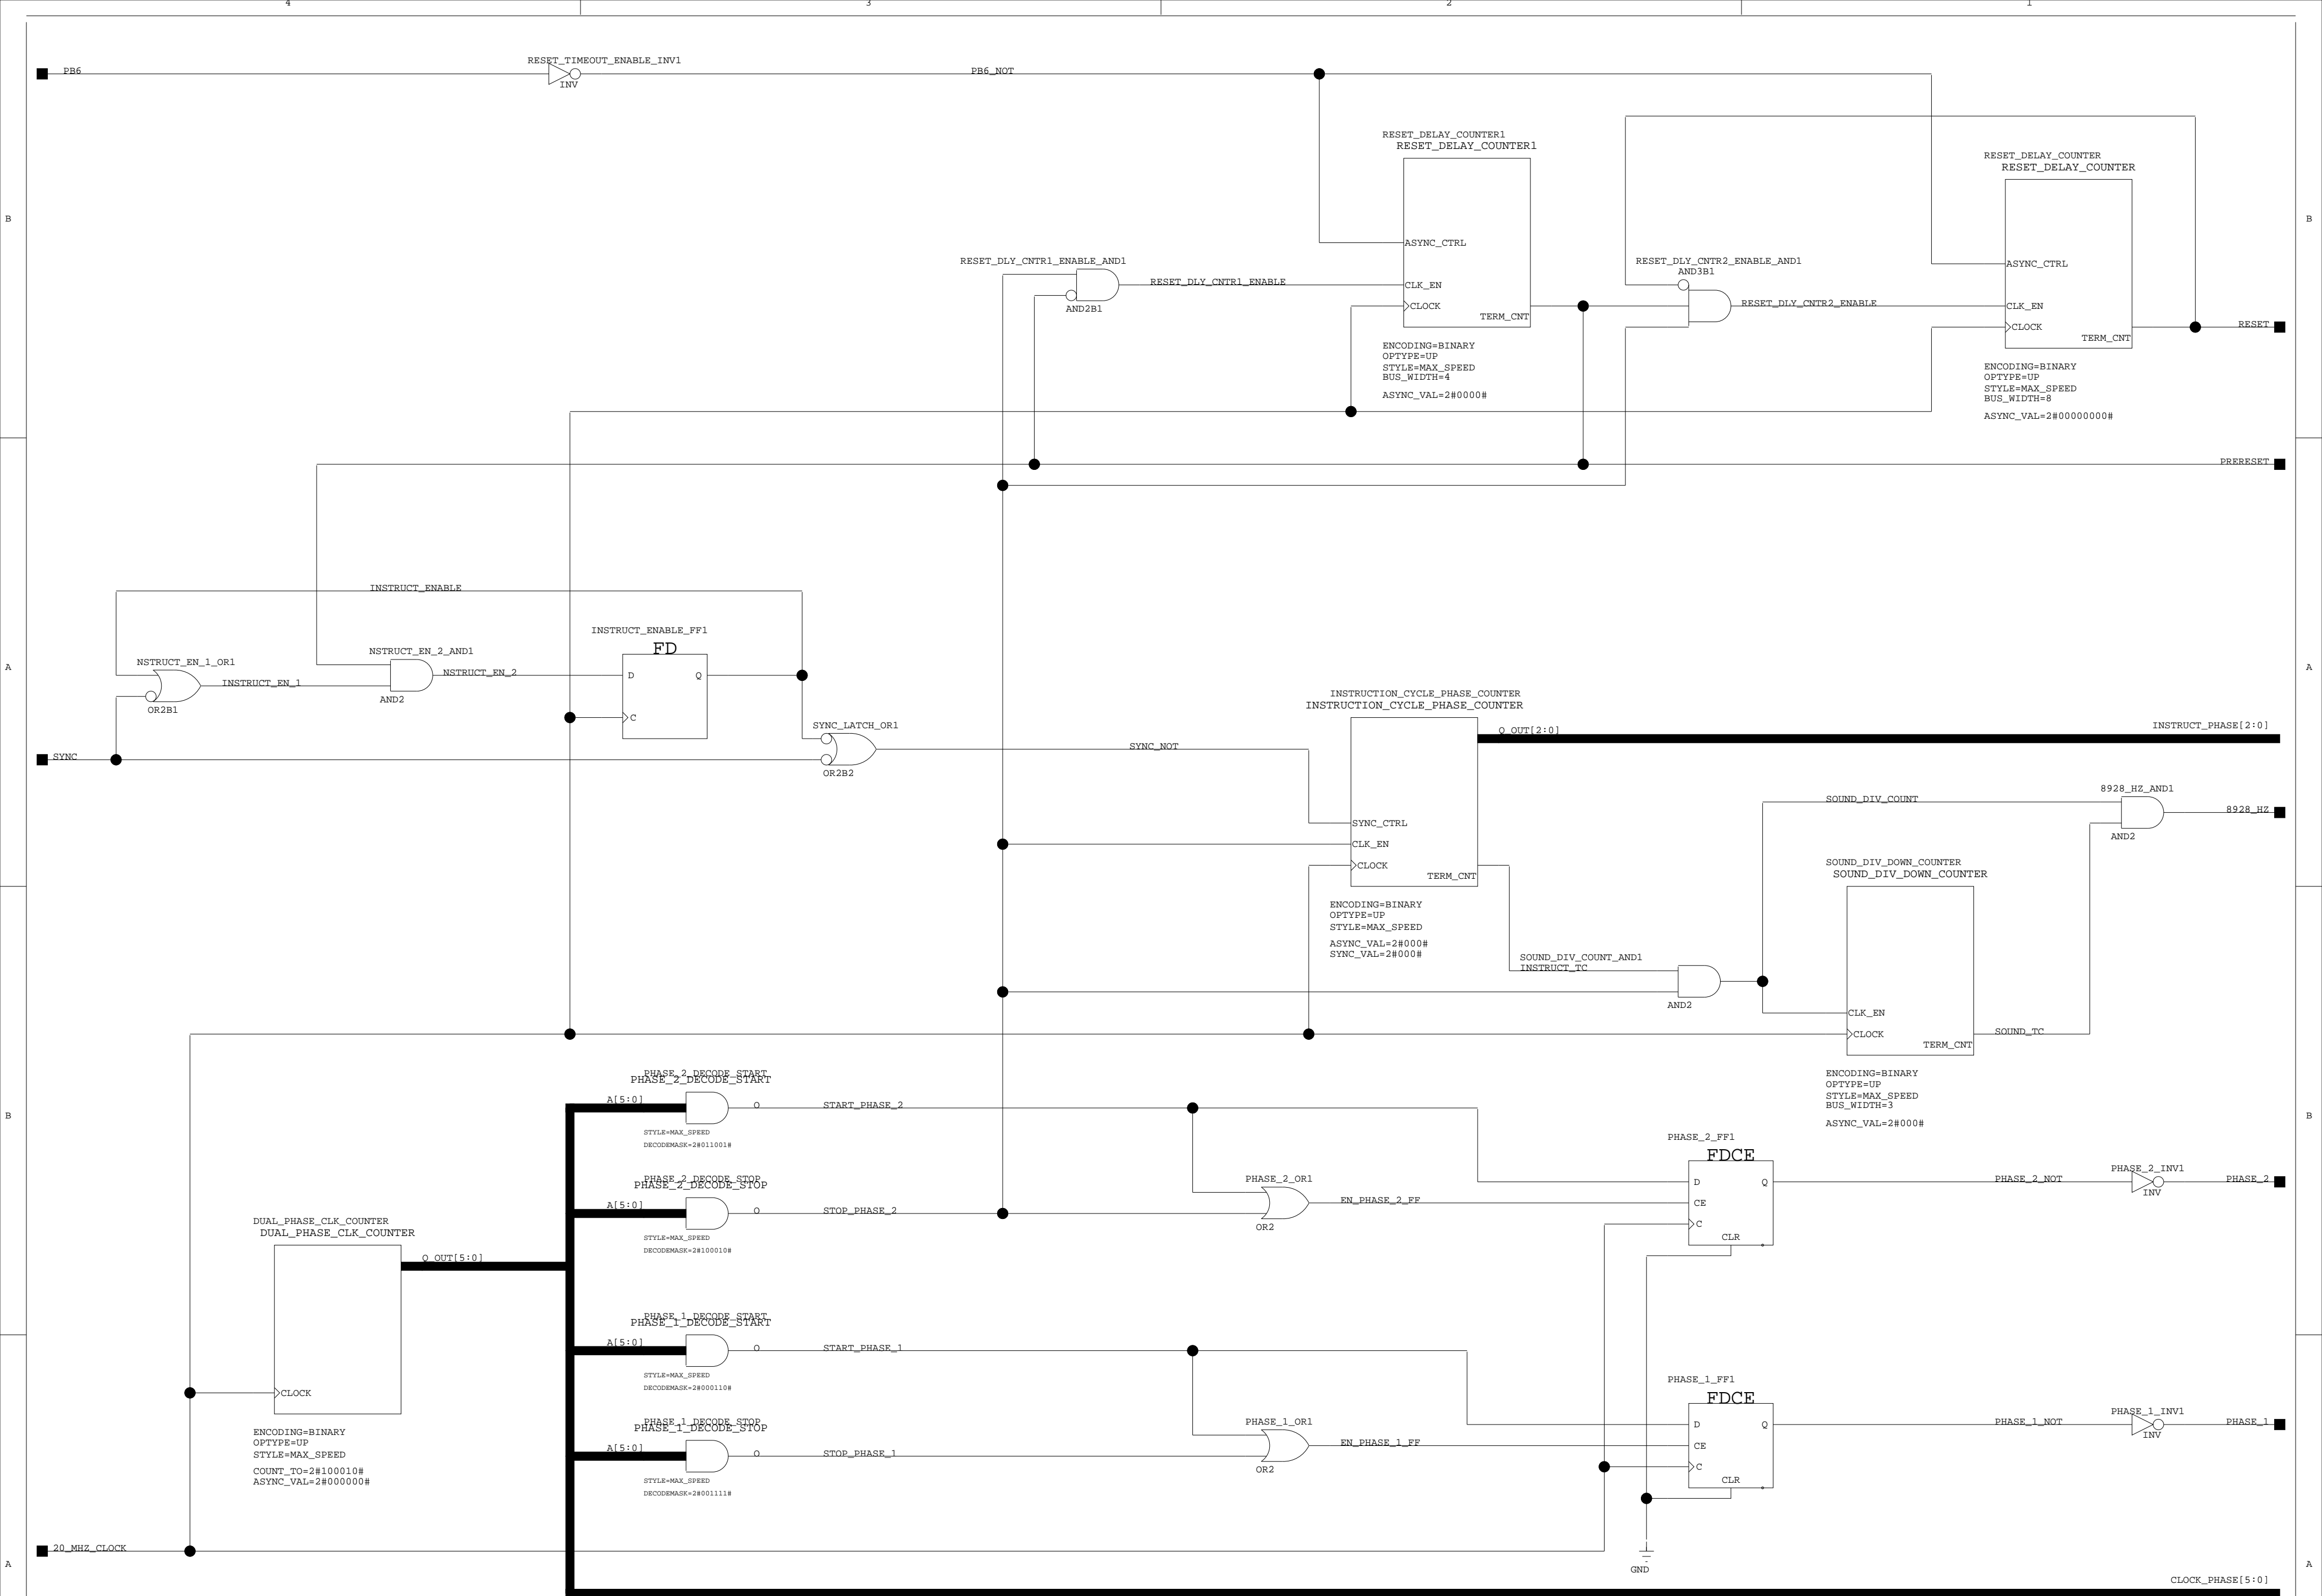 4 3 2 1
PB6
RESET_TIMEOUT_ENABLE_INV1
INV
PB6_NOT
RESET_DELAY_COUNTER1
RESET_DELAY_COUNTER1
ASYNC_CTRL
CLK_EN
CLOCK
TERM_CNT
ENCODING=BINARY
OPTYPE=UP
STYLE=MAX_SPEED
BUS_WIDTH=4
ASYNC_VAL=2#0000#
RESET_DELAY_COUNTER
RESET_DELAY_COUNTER
ASYNC_CTRL
CLK_EN
CLOCK
TERM_CNT
ENCODING=BINARY
OPTYPE=UP
STYLE=MAX_SPEED
BUS_WIDTH=8
ASYNC_VAL=2#00000000#
B
B
RESET_DLY_CNTR1_ENABLE_AND1
AND2B1
RESET_DLY_CNTR1_ENABLE
RESET_DLY_CNTR2_ENABLE_AND1
AND3B1
RESET_DLY_CNTR2_ENABLE
RESET
PRERESET
INSTRUCT_ENABLE
A
A
NSTRUCT_EN_1_OR1
OR2B1
INSTRUCT_EN_1
NSTRUCT_EN_2_AND1
AND2
NSTRUCT_EN_2
INSTRUCT_ENABLE_FF1
FD
D
Q
C
SYNC
SYNC_LATCH_OR1
OR2B2
SYNC_NOT
INSTRUCTION_CYCLE_PHASE_COUNTER
INSTRUCTION_CYCLE_PHASE_COUNTER
Q_OUT[2:0]
INSTRUCT_PHASE[2:0]
SYNC_CTRL
CLK_EN
CLOCK
TERM_CNT
ENCODING=BINARY
OPTYPE=UP
STYLE=MAX_SPEED
ASYNC_VAL=2#000#
SYNC_VAL=2#000#
SOUND_DIV_COUNT_AND1
INSTRUCT_TC
AND2
SOUND_DIV_COUNT
8928_HZ_AND1
AND2
8928_HZ
SOUND_DIV_DOWN_COUNTER
SOUND_DIV_DOWN_COUNTER
CLK_EN
CLOCK
TERM_CNT
SOUND_TC
ENCODING=BINARY
OPTYPE=UP
STYLE=MAX_SPEED
BUS_WIDTH=3
ASYNC_VAL=2#000#
B
B
PHASE_2_DECODE_START
PHASE_2_DECODE_START
A[5:0]
O
START_PHASE_2
STYLE=MAX_SPEED
DECODEMASK=2#011001#
PHASE_2_DECODE_STOP
PHASE_2_DECODE_STOP
A[5:0]
O
STOP_PHASE_2
STYLE=MAX_SPEED
DECODEMASK=2#100010#
PHASE_2_OR1
OR2
EN_PHASE_2_FF
PHASE_2_FF1
FDCE
D
Q
CE
C
CLR
PHASE_2_NOT
PHASE_2_INV1
INV
PHASE_2
DUAL_PHASE_CLK_COUNTER
DUAL_PHASE_CLK_COUNTER
Q_OUT[5:0]
CLOCK
ENCODING=BINARY
OPTYPE=UP
STYLE=MAX_SPEED
COUNT_TO=2#100010#
ASYNC_VAL=2#000000#
PHASE_1_DECODE_START
PHASE_1_DECODE_START
A[5:0]
O
START_PHASE_1
STYLE=MAX_SPEED
DECODEMASK=2#000110#
PHASE_1_DECODE_STOP
PHASE_1_DECODE_STOP
A[5:0]
O
STOP_PHASE_1
STYLE=MAX_SPEED
DECODEMASK=2#001111#
PHASE_1_OR1
OR2
EN_PHASE_1_FF
PHASE_1_FF1
FDCE
D
Q
CE
C
CLR
PHASE_1_NOT
PHASE_1_INV1
INV
PHASE_1
20_MHZ_CLOCK
GND
A
A
CLOCK_PHASE[5:0]